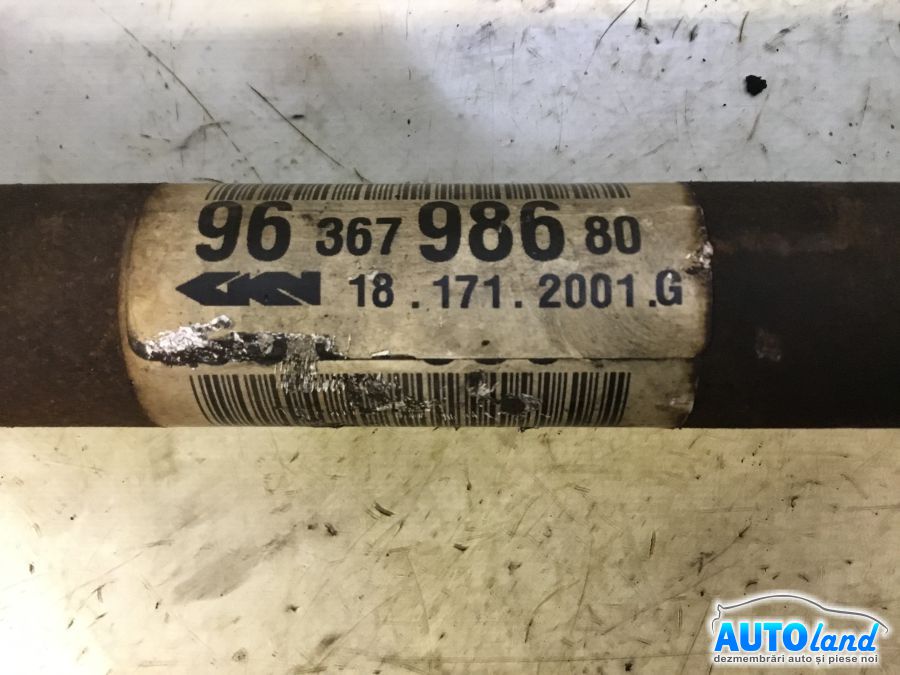 96 367 986 80
GKN 18 . 171 . 2001 .G
AUTOland
dezmembrări auto și piese noi